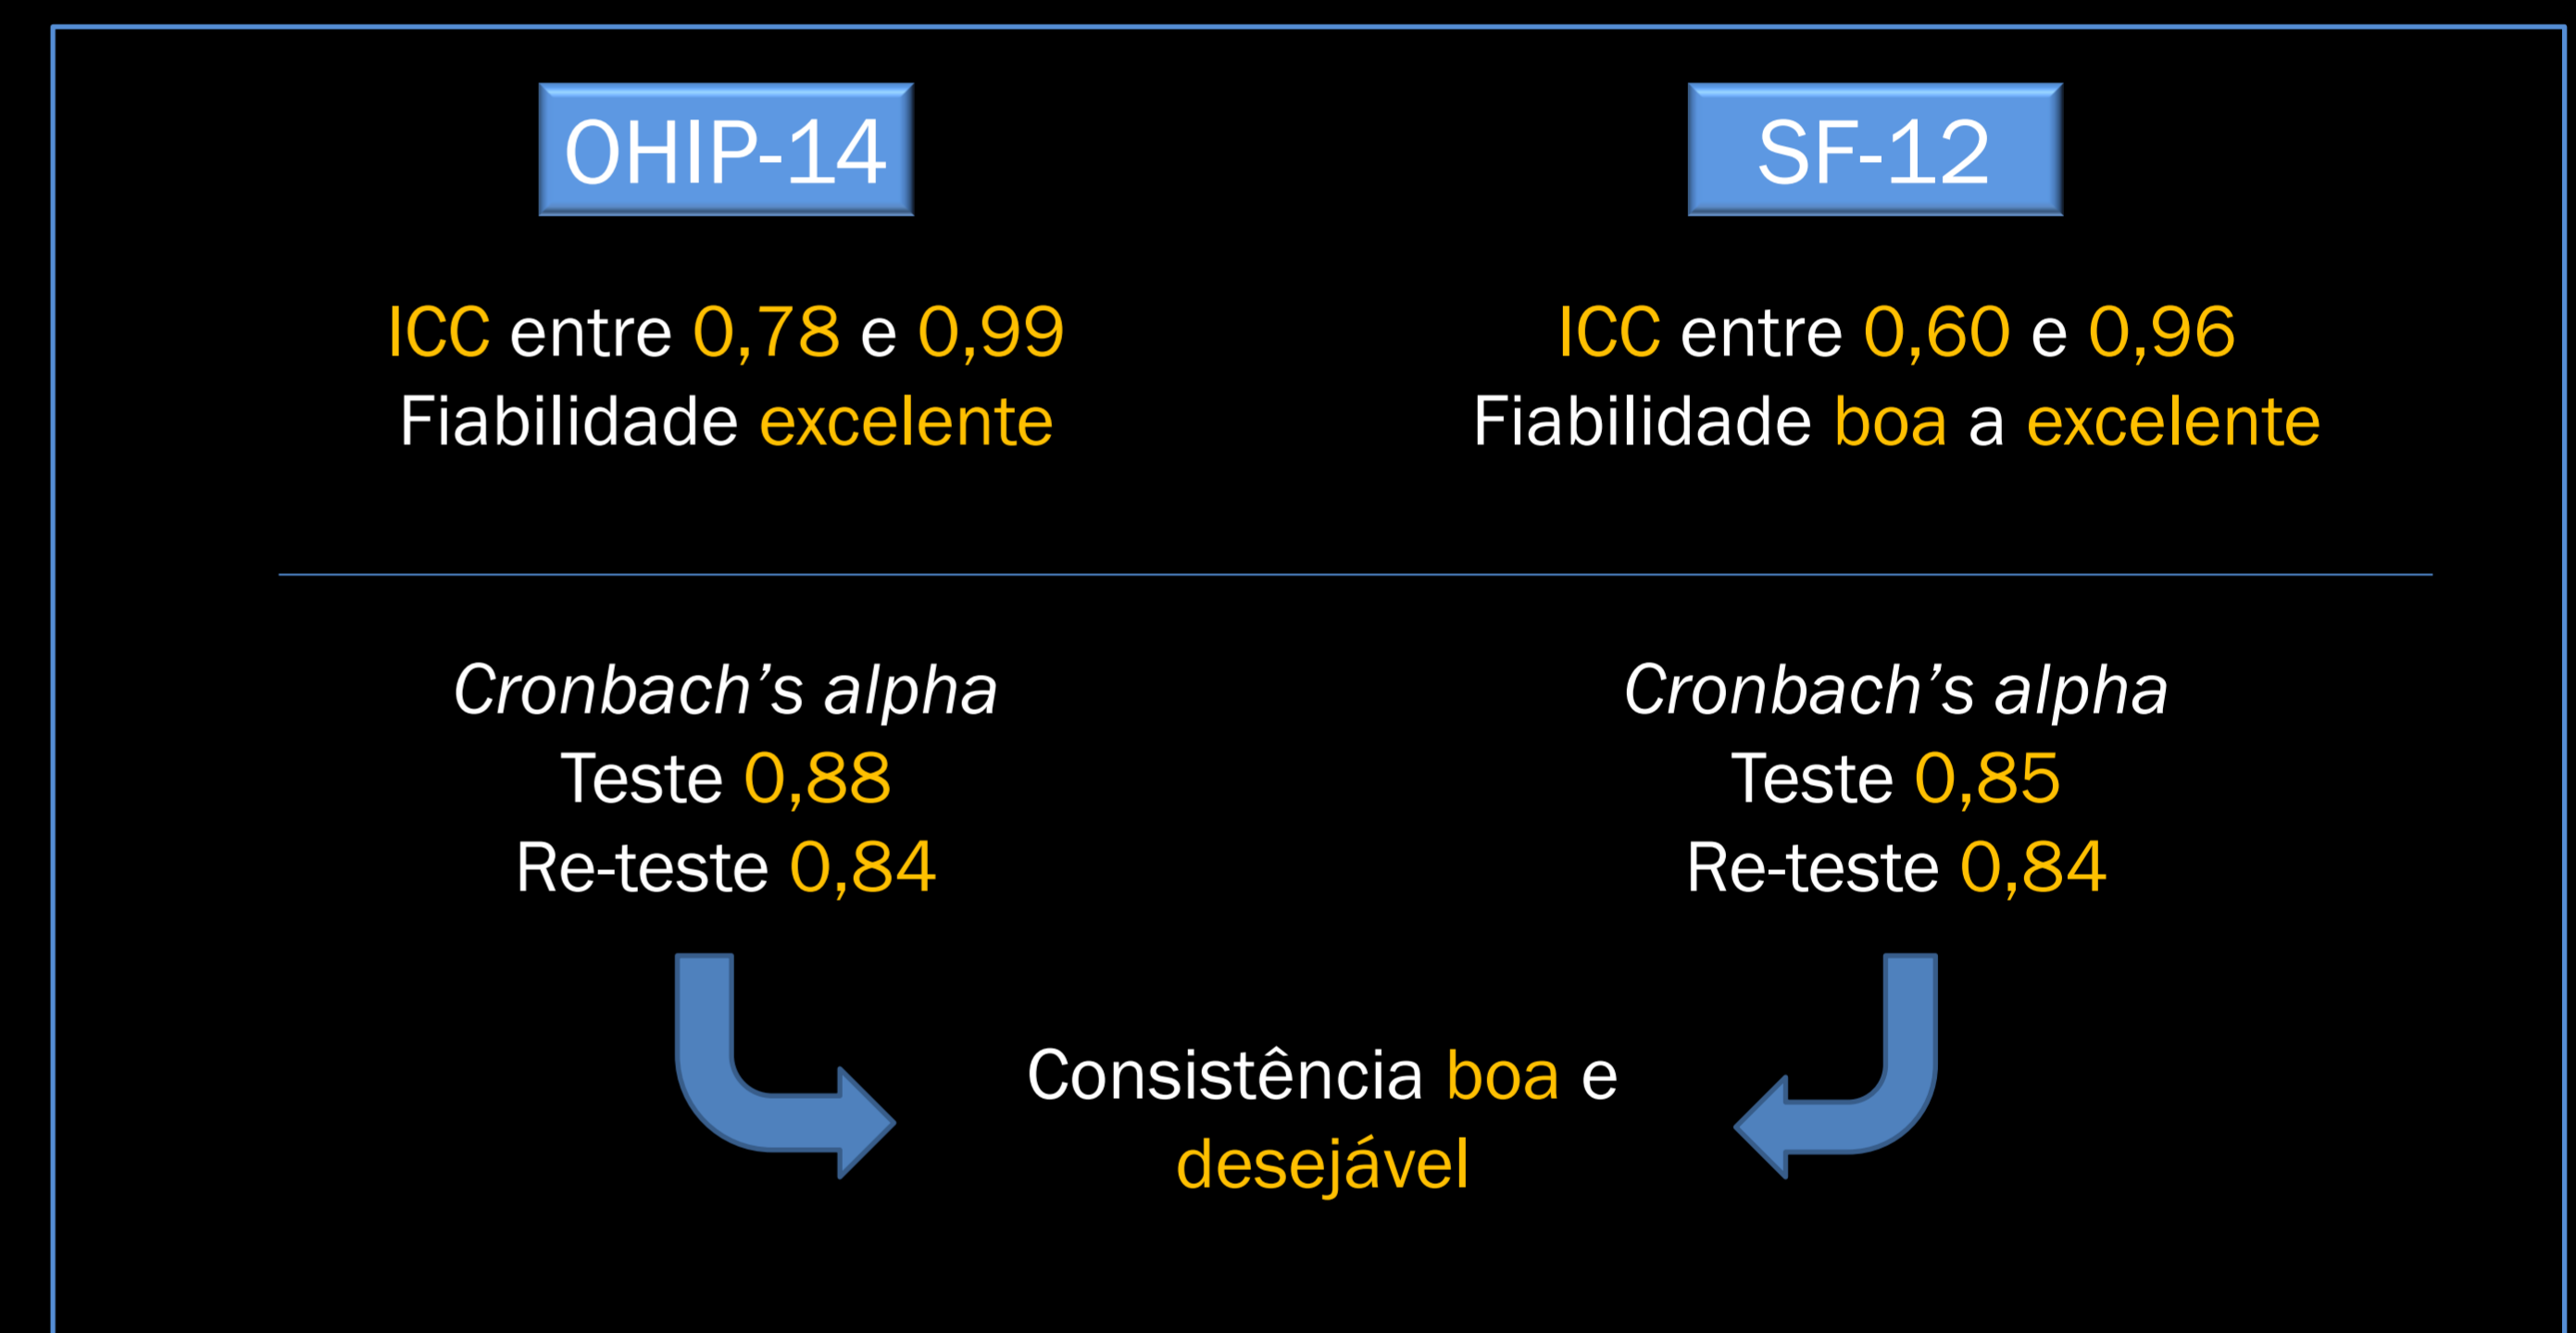 OHIP-14
ICC entre 0,78 e 0,99
Fiabilidade excelente
SF-12
ICC entre 0,60 e 0,96
Fiabilidade boa a excelente
Cronbach’s alpha
Teste 0,88
Re-teste 0,84
Cronbach’s alpha
Teste 0,85
Re-teste 0,84
Consistência boa e
desejável